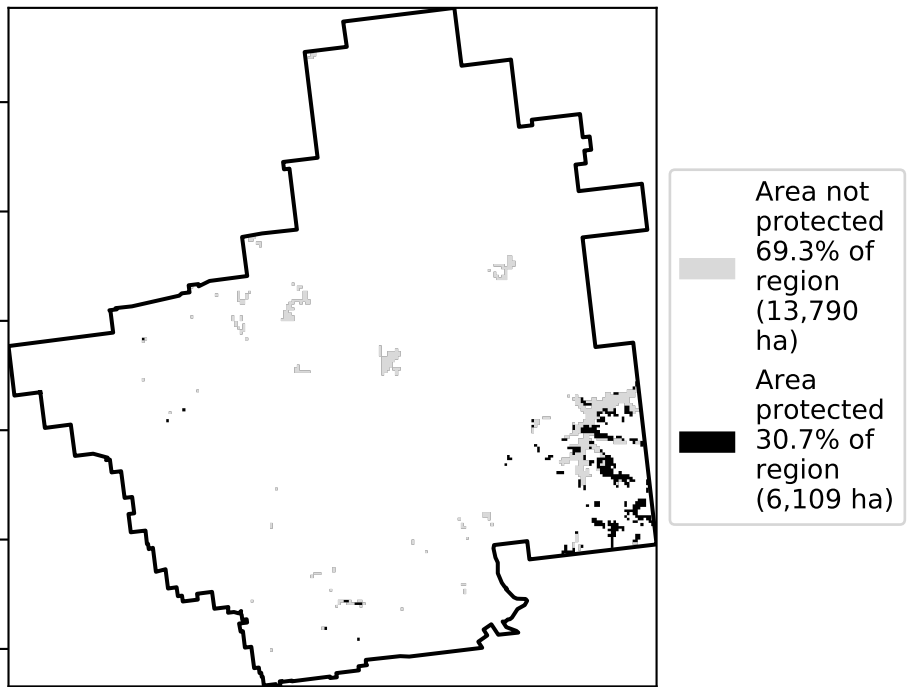 Area not
protected
69.3% of
region
(13,790
ha)
Area
protected
30.7% of
region
(6,109 ha)